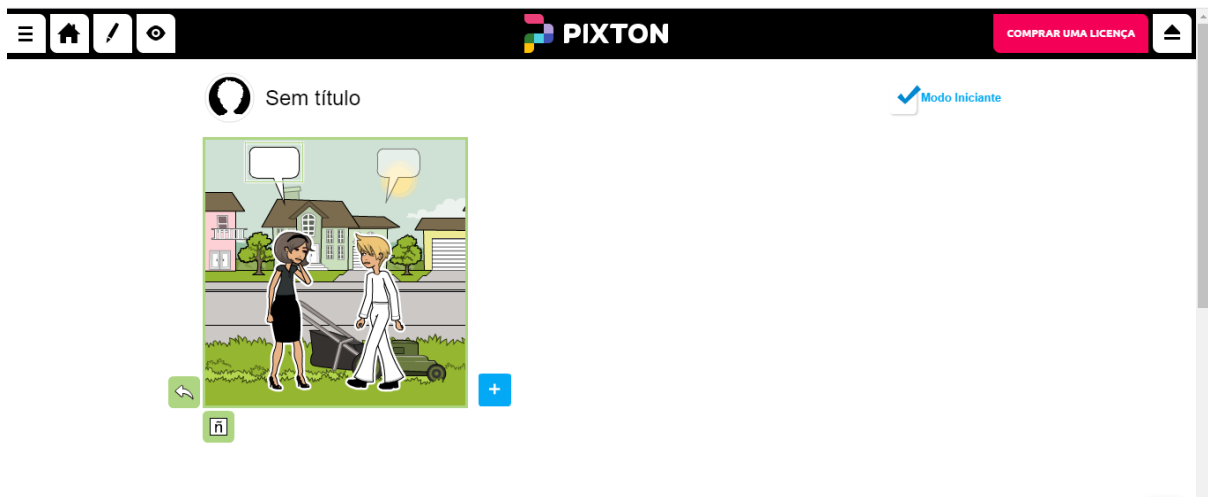 PIXTON
COMPRAR UMA LICENÇA
Sem título
Modo Iniciante
+
ñ